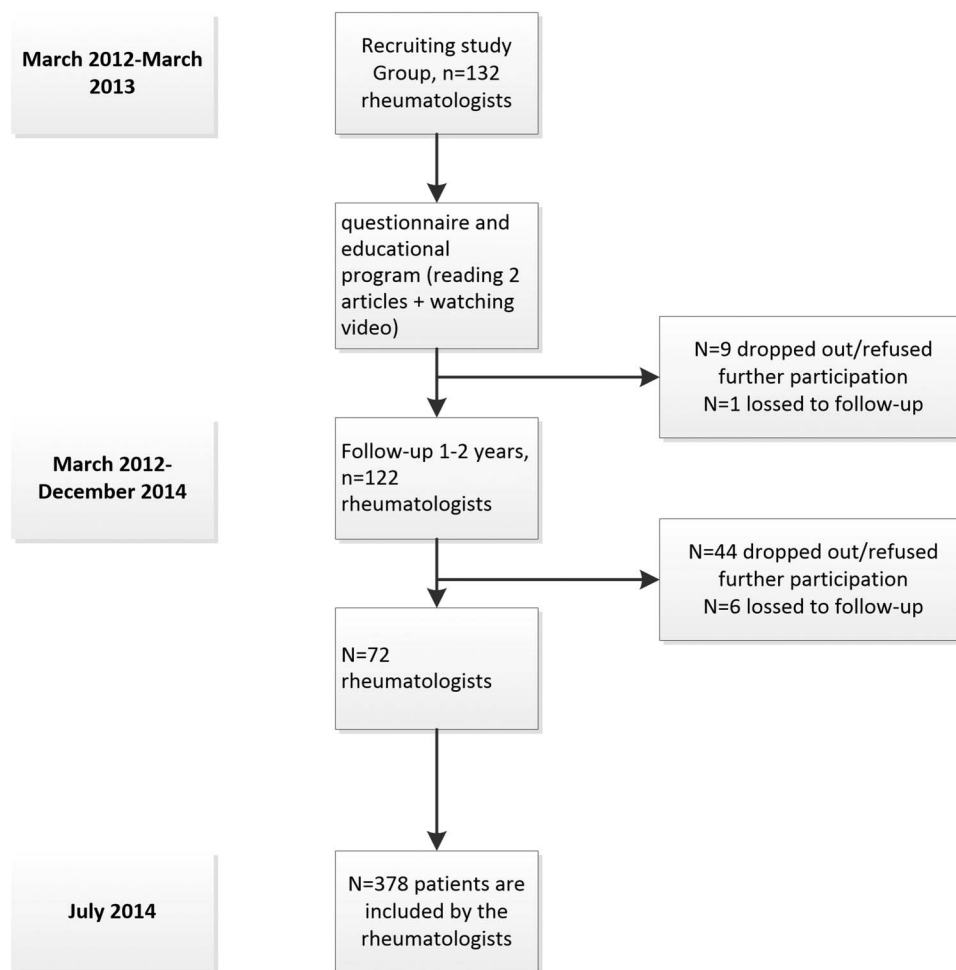 March 2012-March
2013
Recruiting study
Group, n=132
rheumatologists
questionnaire and
educational
program (reading 2
articles + watching
video)
N=9 dropped out/refused
further participation
N=1 lossed to follow-up
March 2012-
December 2014
Follow-up 1-2 years,
n=122
rheumatologists
N=44 dropped out/refused
further participation
N=6 lossed to follow-up
N=72
rheumatologists
July 2014
N=378 patients are
included by the
rheumatologists